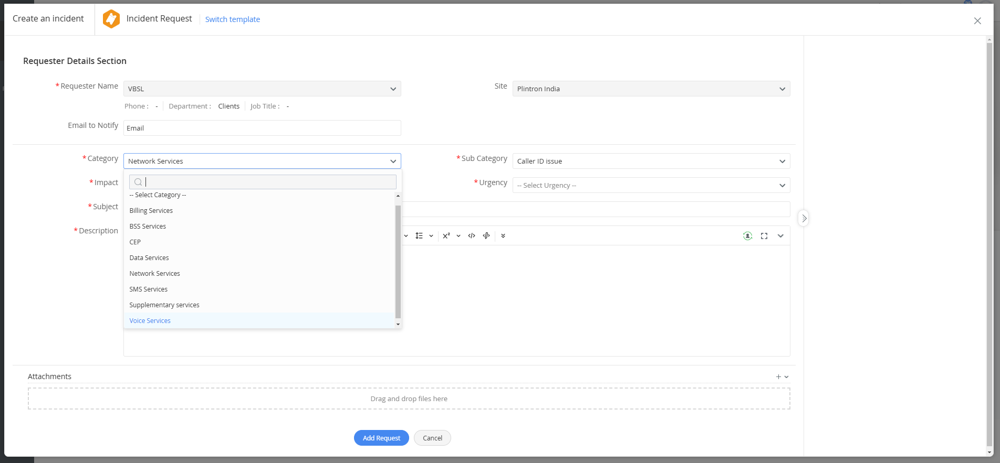 Create an incident
Incident Request
Switch template
Requester Details Section
* Requester Name
VBSL
Site
Plintron India
Phone : -
Department : Clients
Job Title : -
Email to Notify
Email
* Category
Network Services
* Sub Category
Caller ID issue
* Impact
* Urgency
-- Select Urgency --
-- Select Category --
Billing Services
BSS Services
CEP
Data Services
Network Services
SMS Services
Supplementary services
Voice Services
* Subject
* Description
X²
</>
Attachments
Drag and drop files here
Add Request
Cancel